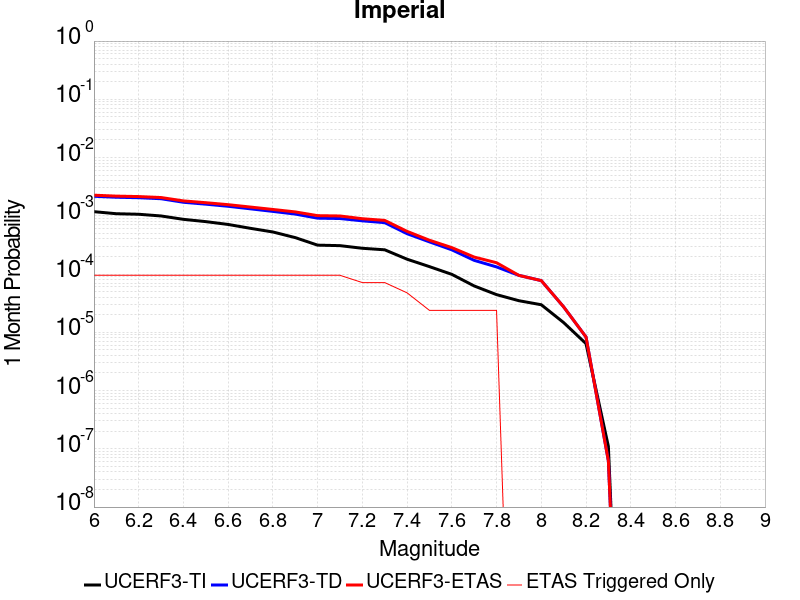 Imperial
10^0
10^-1
10^-2
10^-3
10^-4
10^-5
10^-6
10^-7
10^-8
1 Month Probability
6 6.2 6.4 6.6 6.8 7 7.2 7.4 7.6 7.8 8 8.2 8.4 8.6 8.8 9
Magnitude
UCERF3-TI UCERF3-TD UCERF3-ETAS ETAS Triggered Only